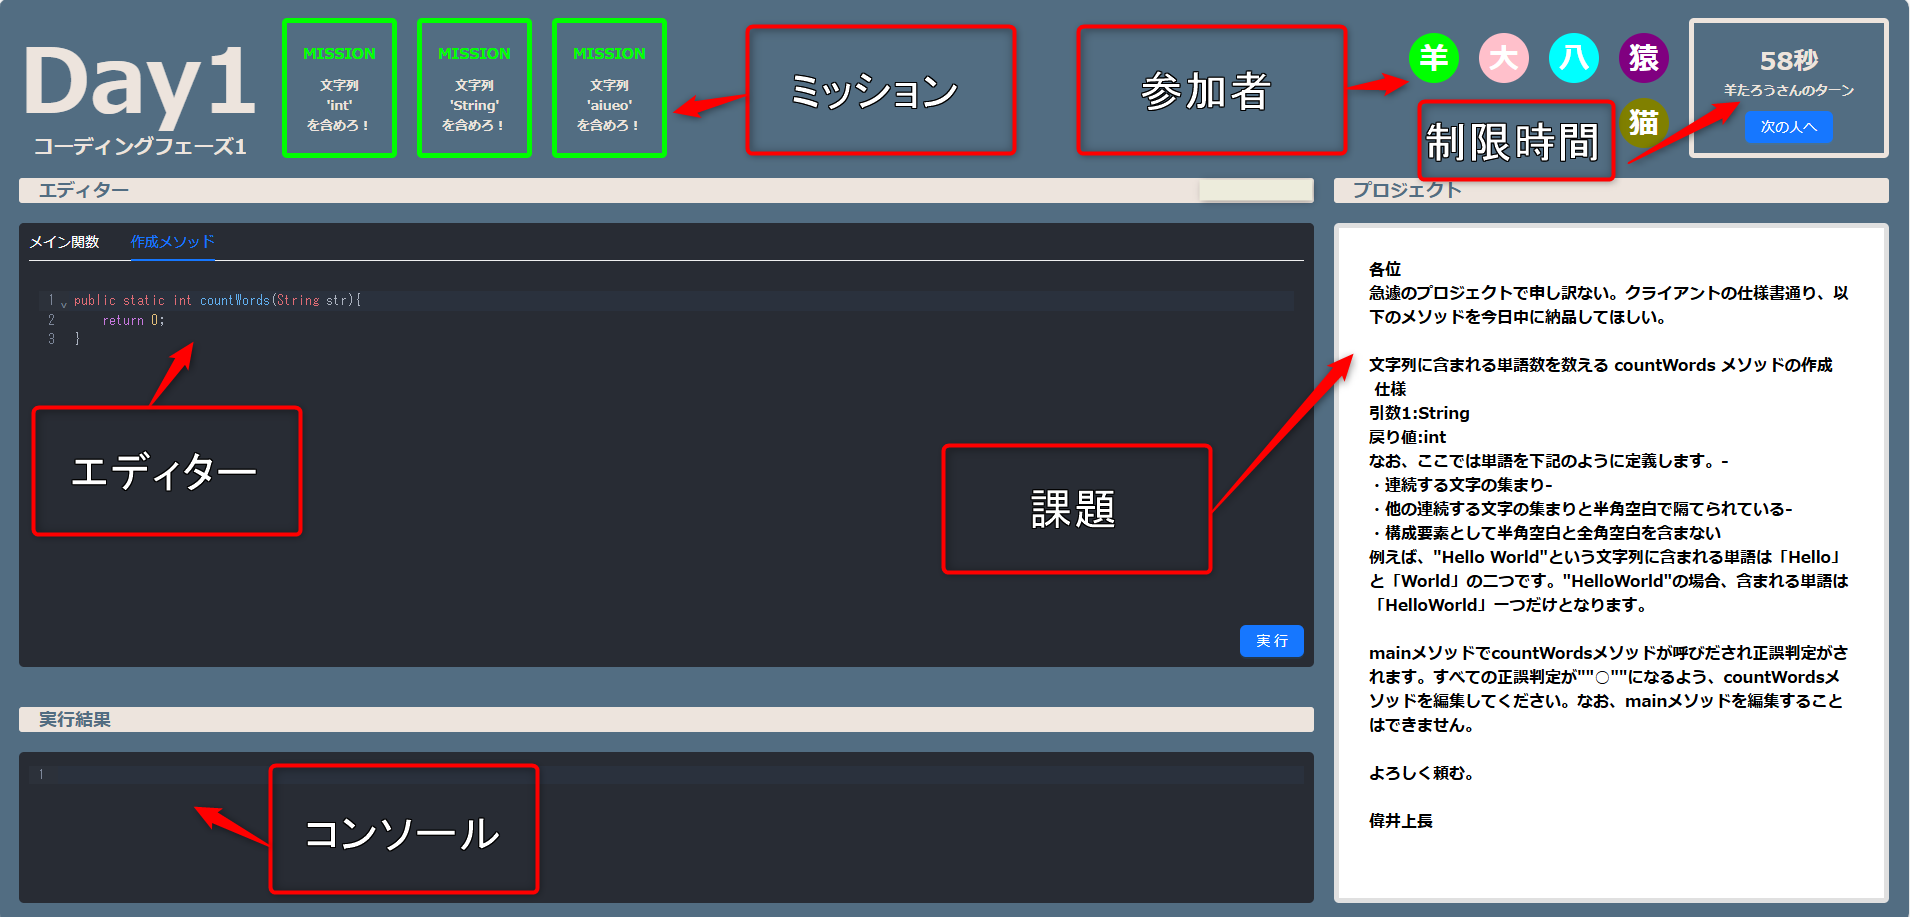 Day1
コーディングフェーズ1
MISSION
文字列
'int'
を含めろ！
MISSION
文字列
'String'
を含めろ！
MISSION
文字列
'aiueo'
を含めろ！
ミッション
参加者
羊
大
八
猿
猫
制限時間
58秒
羊たろうさんのターン
次の人へ
エディター
プロジェクト
メイン関数
作成メソッド
1 public static int countWords(String str){
2 return 0;
3 }
エディター
課題
実行
実行結果
1
コンソール
各位
急遽のプロジェクトで申し訳ない。クライアントの仕様書通り、以
下のメソッドを今日中に納品してほしい。
文字列に含まれる単語数を数える countWords メソッドの作成
仕様
引数1:String
戻り値:int
なお、ここでは単語を下記のように定義します。-
・連続する文字の集まり-
・他の連続する文字の集まりと半角空白で隔てられている-
・構成要素として半角空白と全角空白を含まない
例えば、"Hello World"という文字列に含まれる単語は「Hello」
と「World」の二つです。"HelloWorld"の場合、含まれる単語は
「HelloWorld」一つだけとなります。
mainメソッドでcountWordsメソッドが呼びだされ正誤判定がさ
れます。すべての正誤判定が""○""になるよう、countWordsメ
ソッドを編集してください。なお、mainメソッドを編集すること
はできません。
よろしく頼む。
偉井上長